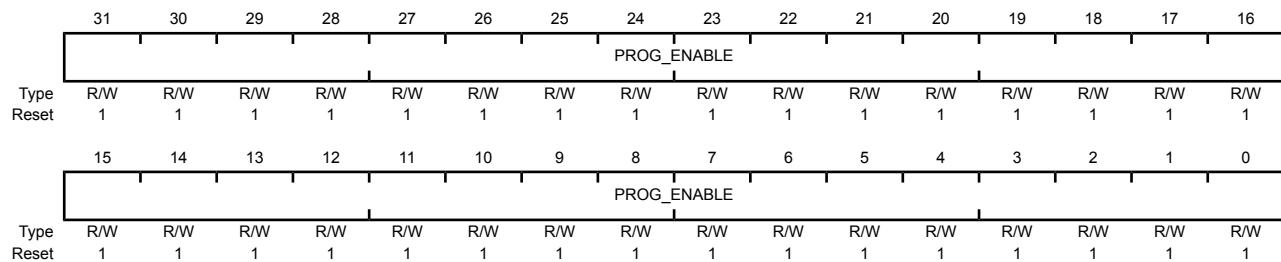 31 30 29 28 27 26 25 24 23 22 21 20 19 18 17 16
PROG_ENABLE
Type R/W R/W R/W R/W R/W R/W R/W R/W R/W R/W R/W R/W R/W R/W R/W R/W
Reset 1 1 1 1 1 1 1 1 1 1 1 1 1 1 1 1
15 14 13 12 11 10 9 8 7 6 5 4 3 2 1 0
PROG_ENABLE
Type R/W R/W R/W R/W R/W R/W R/W R/W R/W R/W R/W R/W R/W R/W R/W R/W
Reset 1 1 1 1 1 1 1 1 1 1 1 1 1 1 1 1